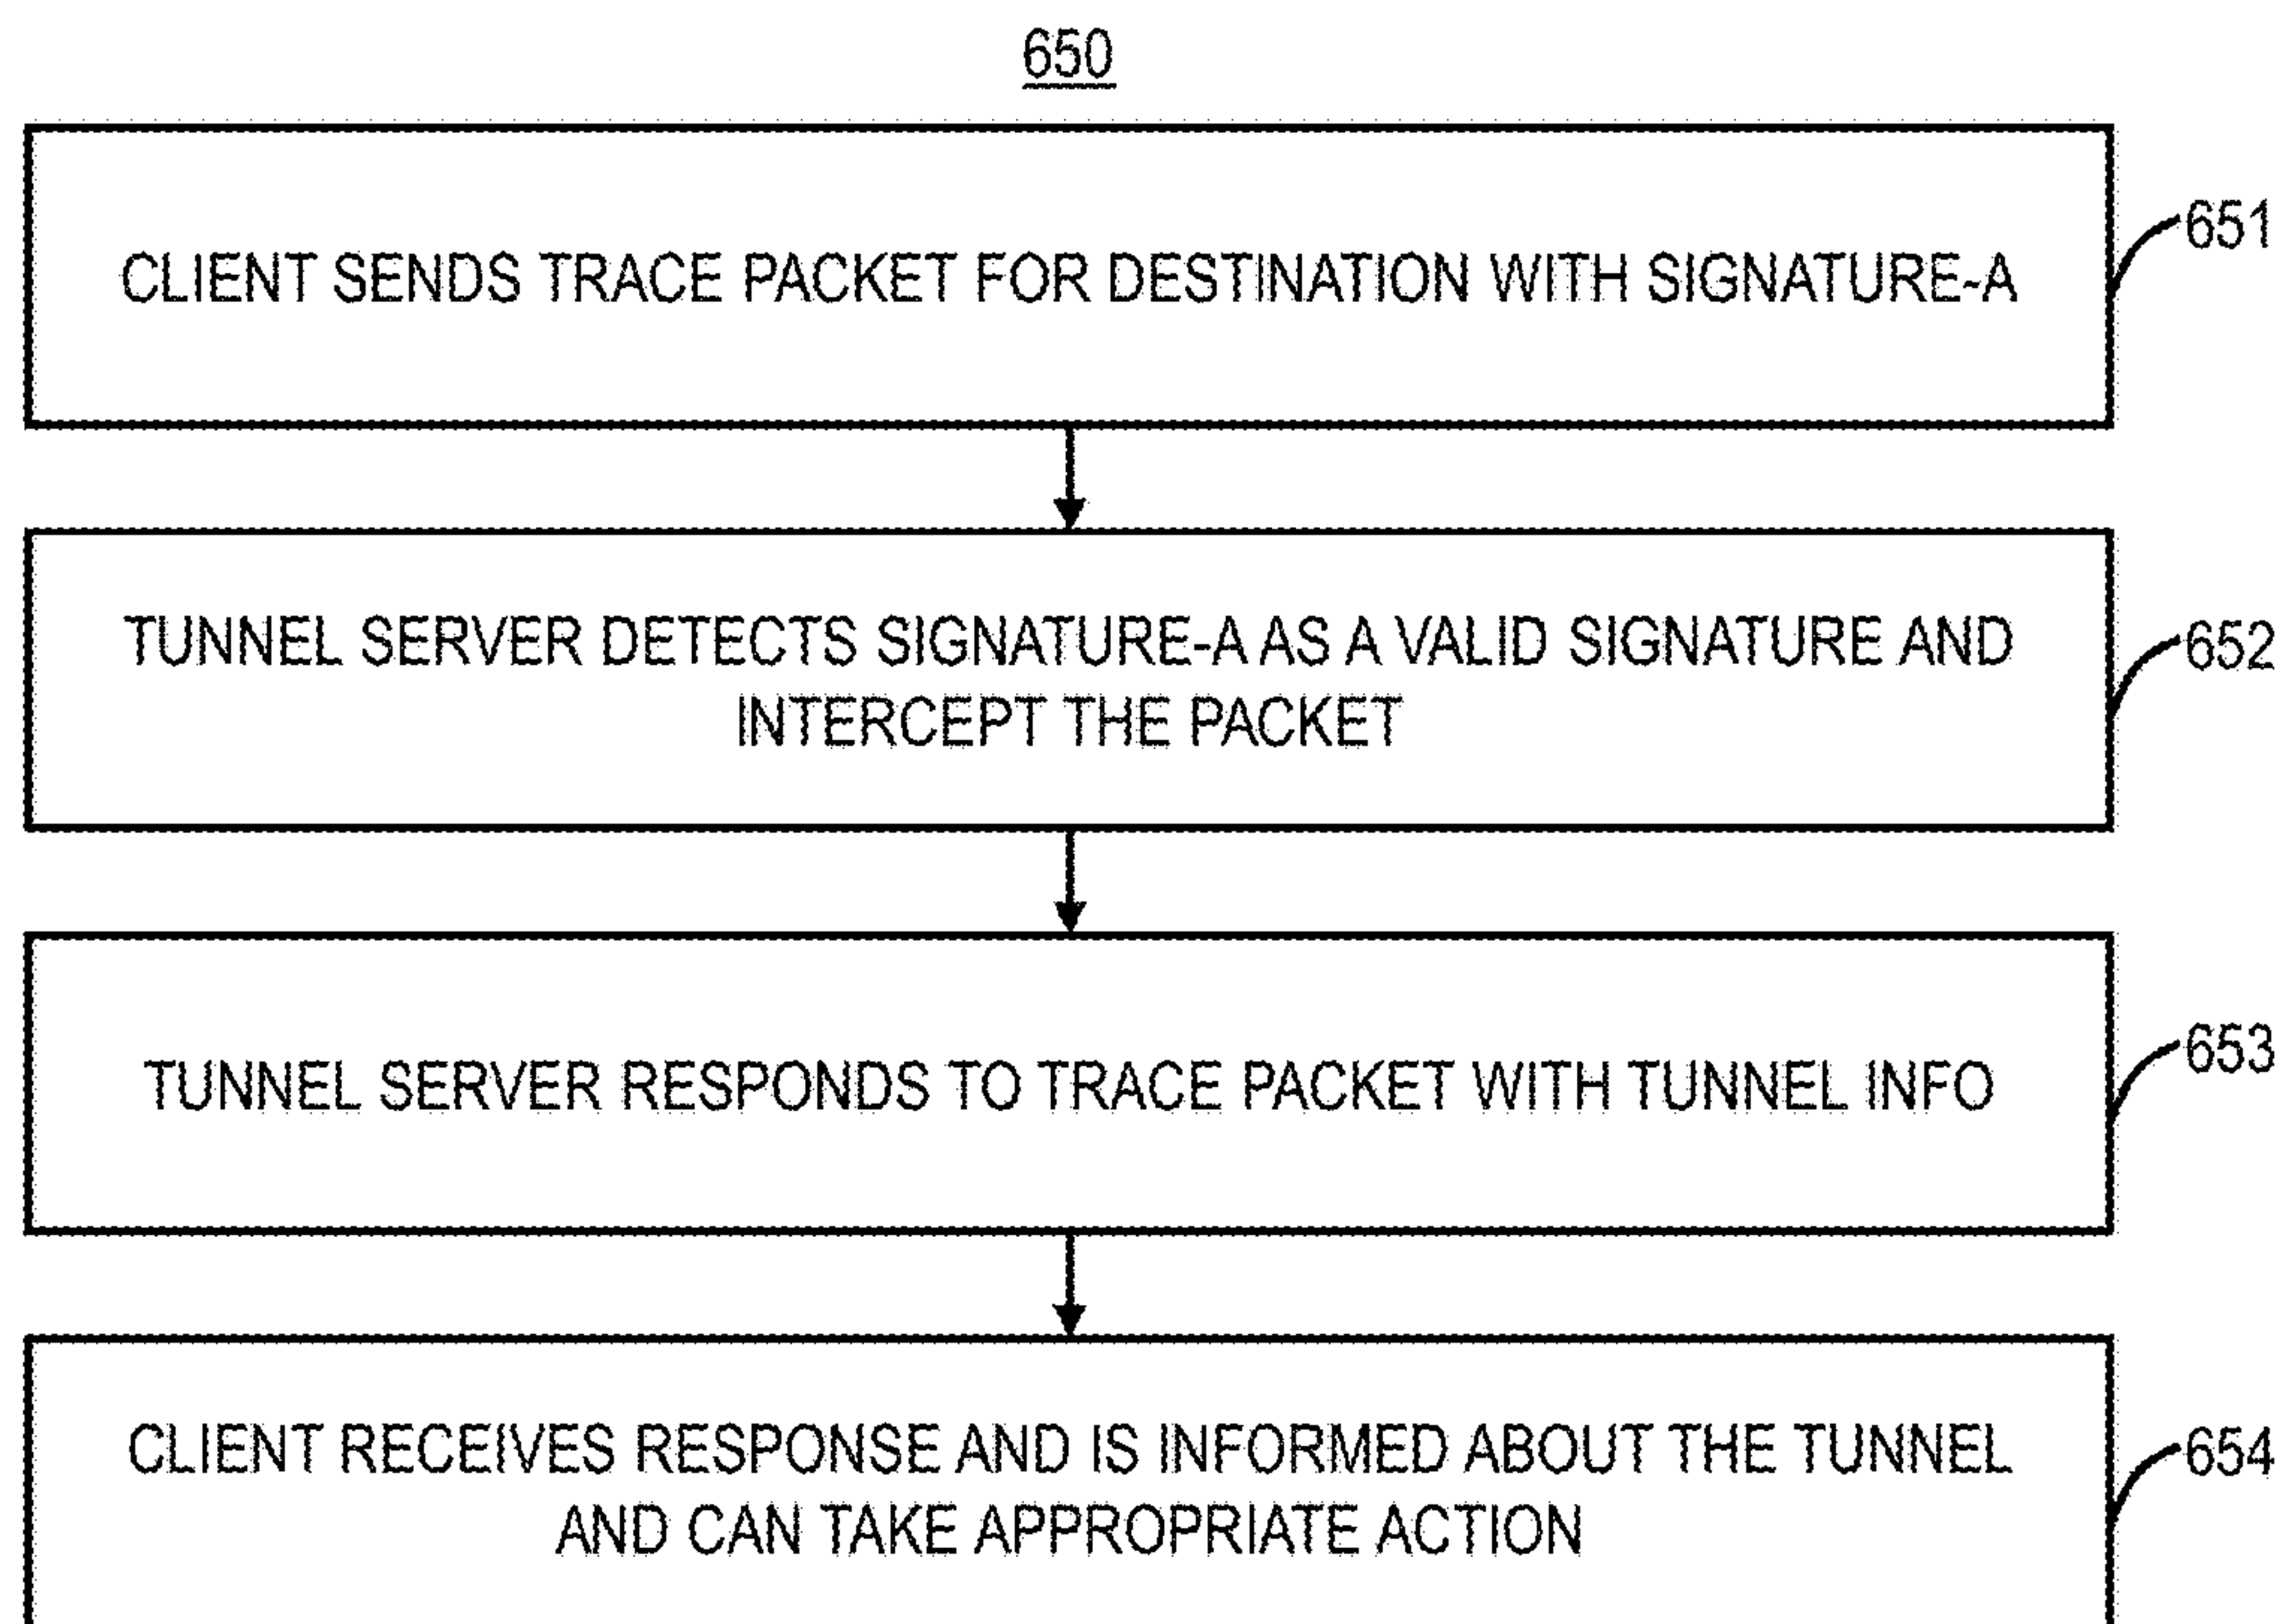 650
CLIENT SENDS TRACE PACKET FOR DESTINATION WITH SIGNATURE-A
651
TUNNEL SERVER DETECTS SIGNATURE-A AS A VALID SIGNATURE AND
INTERCEPT THE PACKET
652
TUNNEL SERVER RESPONDS TO TRACE PACKET WITH TUNNEL INFO
653
CLIENT RECEIVES RESPONSE AND IS INFORMED ABOUT THE TUNNEL
AND CAN TAKE APPROPRIATE ACTION
654